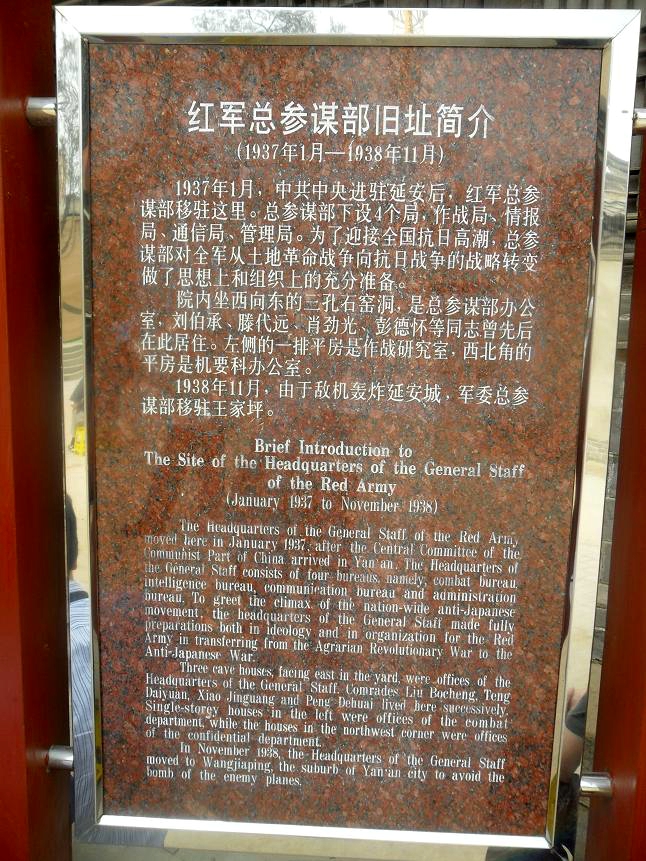 红军总参谋部旧址简介
(1937年1月—1938年11月)
1937年1月，中共中央进驻延安后，红军总参
谋部移驻这里。总参谋部下设4个局，作战局、情报
局、通信局、管理局。为了迎接全国抗日高潮，总参
谋部对全军从土地革命战争向抗日战争的战略转变
做了思想上和组织上的充分准备。
院内坐西向东的三孔石窑洞，是总参谋部办公
室，刘伯承、滕代远、肖劲光、彭德怀等同志曾先后
在此居住。左侧的一排平房是作战研究室，西北角的
平房是机要科办公室。
1938年11月，由于敌机轰炸延安城，军委总参
谋部移驻王家坪。
Brief Introduction to
The Site of the Headquarters of the General Staff
of the Red Army
(January 1937 to November 1938)
The Headquarters of the General Staff of the Red Army
moved here in January 1937, after the Central Committee of the
Communist Part of China arrived in Yan'an. The Headquarters of
the General Staff consists of four bureaus, namely, combat bureau,
intelligence bureau, communication bureau and administration
bureau. To greet the climax of the nation-wide anti-Japanese
movement, the headquarters of the General Staff made fully
preparations both in ideology and in organization for the Red
Army in transferring from the Agrarian Revolutionary War to the
Anti-Japanese War.
Three cave houses, facing east in the yard, were offices of the
Headquarters of the General Staff. Comrades Liu Bocheng, Teng
Daiyuan, Xiao Jinguang and Peng Dehuai lived here successively.
Single-storey houses in the left were offices of the combat
department, while the houses in the northwest corner were offices
of the confidential department.
In November 1938, the Headquarters of the General Staff
moved to Wangjiaping, the suburb of Yan'an city to avoid the
bomb of the enemy planes.